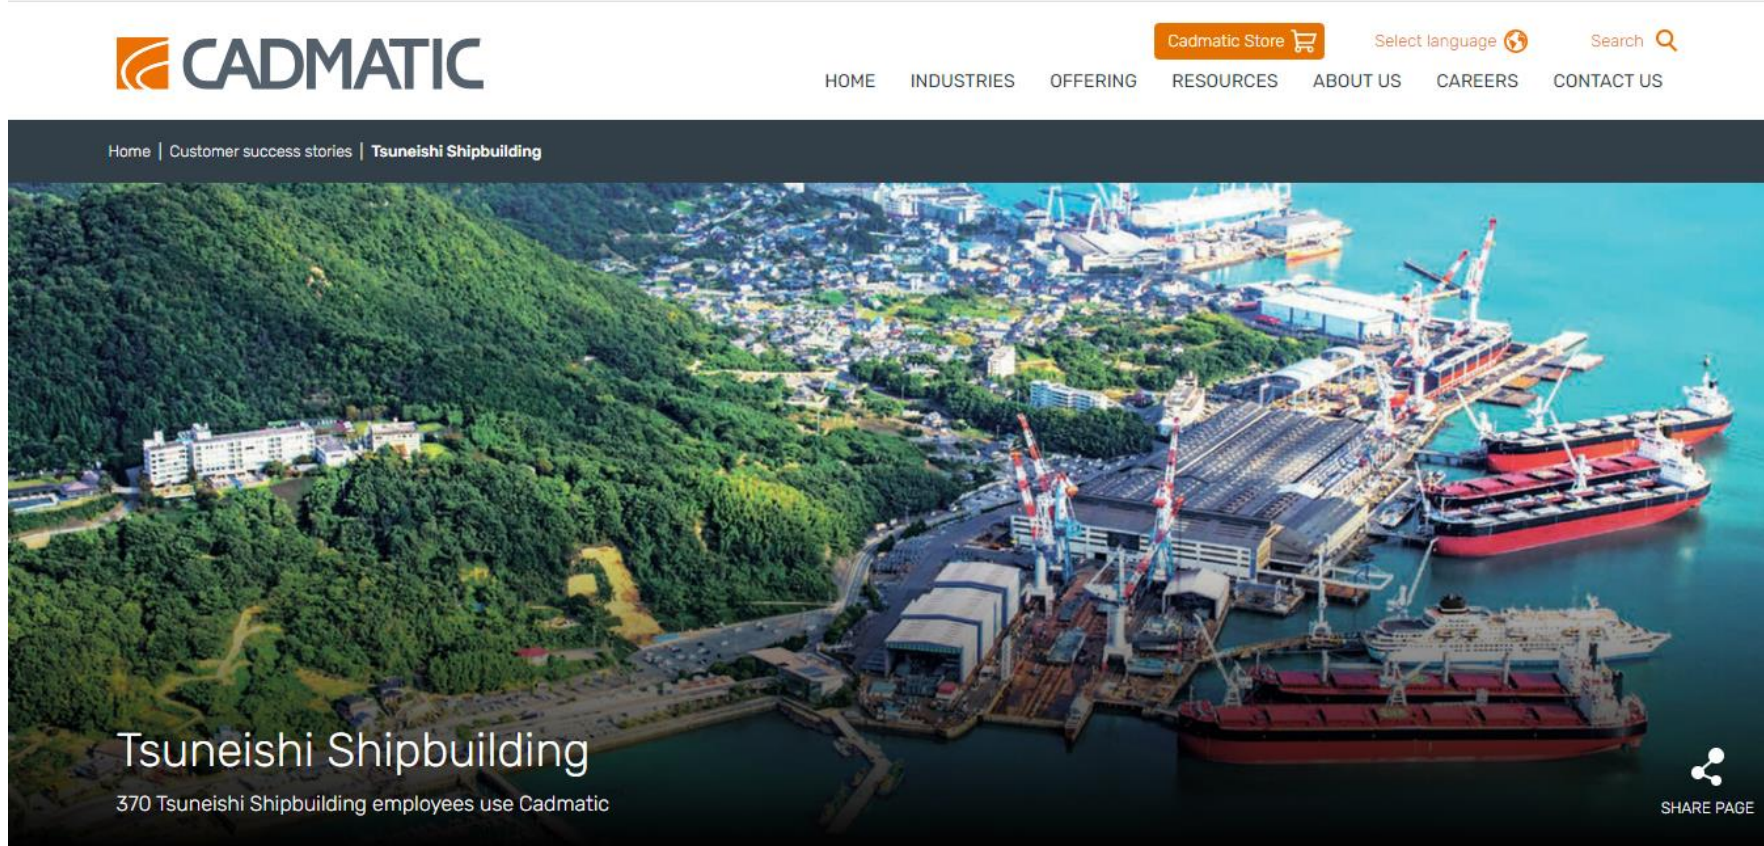 CADMATIC
Cadmatic Store
Select language
Search
HOME
INDUSTRIES
OFFERING
RESOURCES
ABOUT US
CAREERS
CONTACT US
Home | Customer success stories | Tsuneishi Shipbuilding
Tsuneishi Shipbuilding
370 Tsuneishi Shipbuilding employees use Cadmatic
SHARE PAGE